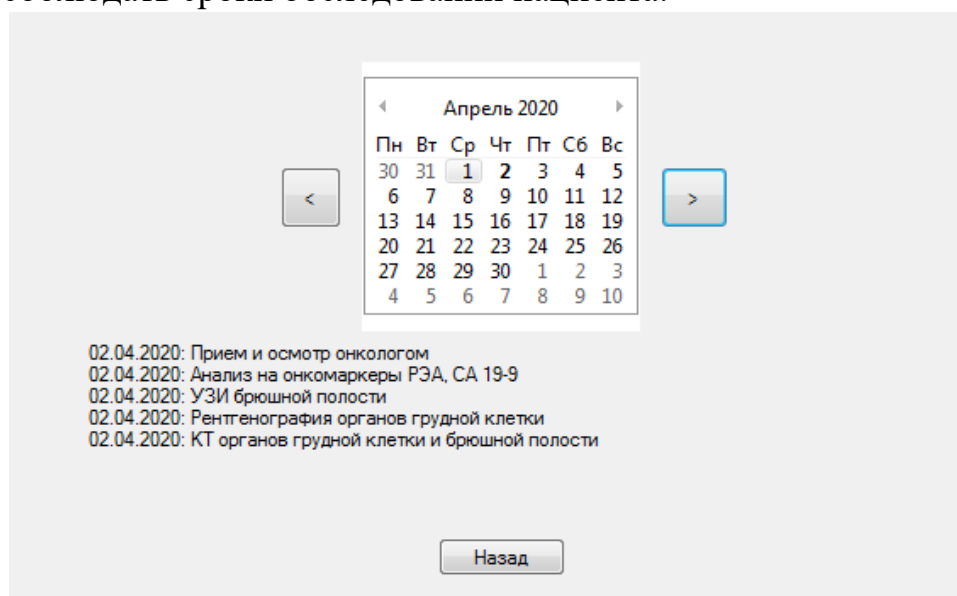 соблюдать сроки обследования пациента.
Апрель 2020
Пн Вт Ср Чт Пт Сб Вс
30 31 1 2 3 4 5
< 6 7 8 9 10 11 12 >
13 14 15 16 17 18 19
20 21 22 23 24 25 26
27 28 29 30 1 2 3
4 5 6 7 8 9 10
02.04.2020: Прием и осмотр онкологом
02.04.2020: Анализ на онкомаркеры РЭА, СА 19-9
02.04.2020: УЗИ брюшной полости
02.04.2020: Рентгенография органов грудной клетки
02.04.2020: КТ органов грудной клетки и брюшной полости
Назад